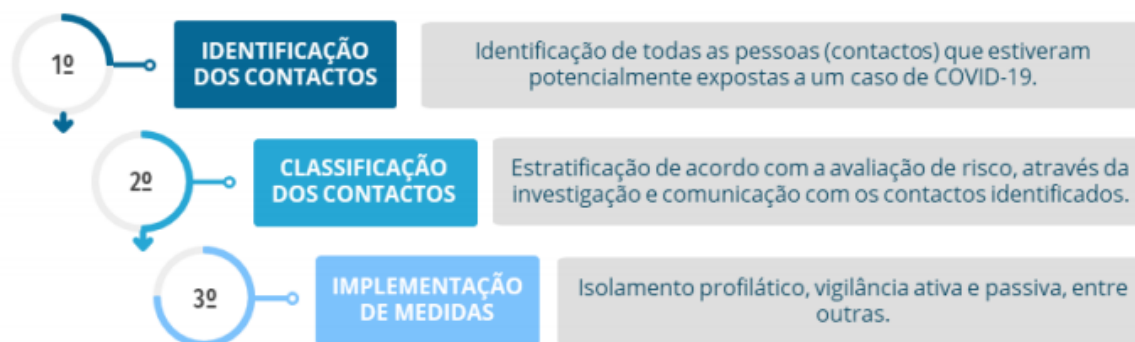 1º
IDENTIFICAÇÃO
DOS CONTACTOS
Identificação de todas as pessoas (contactos) que estiveram
potencialmente expostas a um caso de COVID-19.
2º
CLASSIFICAÇÃO
DOS CONTACTOS
Estratificação de acordo com a avaliação de risco, através da
investigação e comunicação com os contactos identificados.
3º
IMPLEMENTAÇÃO
DE MEDIDAS
Isolamento profilático, vigilância ativa e passiva, entre
outras.